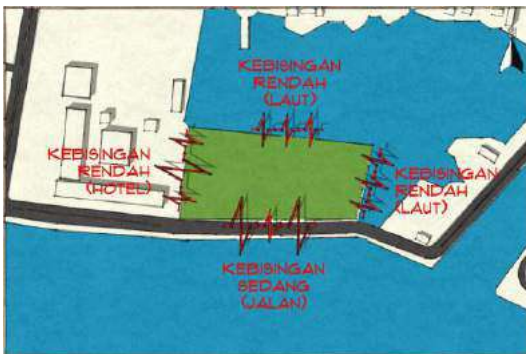 KEBISINGAN
RENDAH
(LAUT)
KEBISINGAN
RENDAH
(HOTEL)
KEBISINGAN
RENDAH
(LAUT)
KEBISINGAN
SEDANG
(JALAN)